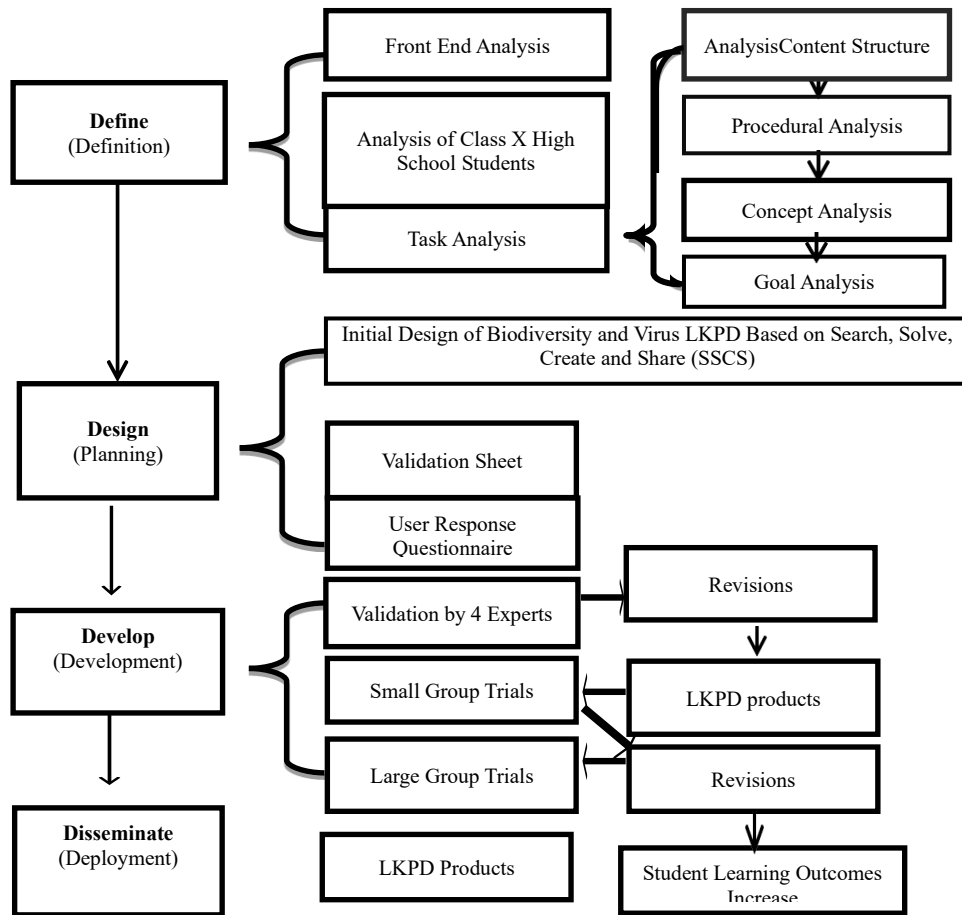 Front End Analysis
AnalysisContent Structure
Define
(Definition)
Procedural Analysis
Analysis of Class X High
School Students
Concept Analysis
Task Analysis
Goal Analysis
Initial Design of Biodiversity and Virus LKPD Based on Search, Solve,
Create and Share (SSCS)
Design
(Planning)
Validation Sheet
User Response
Questionnaire
Revisions
Validation by 4 Experts
Develop
(Development)
Small Group Trials
LKPD products
Large Group Trials
Revisions
Disseminate
(Deployment)
LKPD Products
Student Learning Outcomes
Increase